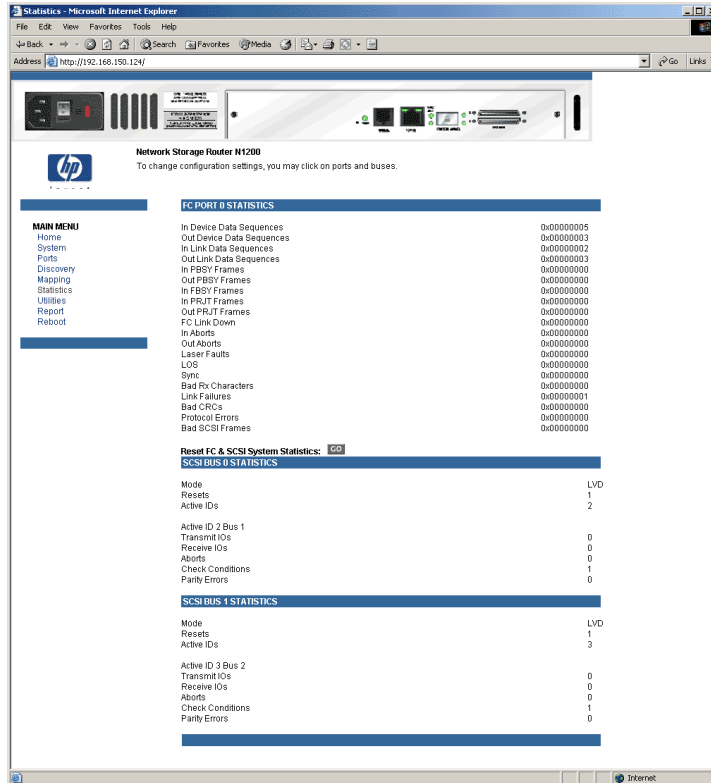 Statistics - Microsoft Internet Explorer
File Edit View Favorites Tools Help
Back Search Favorites Media
Address http://192.168.150.124/ Go Links
hp
invent
Network Storage Router N1200
To change configuration settings, you may click on ports and buses.
MAIN MENU
Home
System
Ports
Discovery
Mapping
Statistics
Utilities
Report
Reboot
FC PORT 0 STATISTICS
In Device Data Sequences 0x00000005
Out Device Data Sequences 0x00000003
In Link Data Sequences 0x00000002
Out Link Data Sequences 0x00000003
In PBSY Frames 0x00000000
Out PBSY Frames 0x00000000
In FBSY Frames 0x00000000
In PRJT Frames 0x00000000
Out PRJT Frames 0x00000000
FC Link Down 0x00000000
In Aborts 0x00000000
Out Aborts 0x00000000
Laser Faults 0x00000000
LOS 0x00000000
Sync 0x00000000
Bad Rx Characters 0x00000000
Link Failures 0x00000001
Bad CRCs 0x00000000
Protocol Errors 0x00000000
Bad SCSI Frames 0x00000000
Reset FC & SCSI System Statistics: GO
SCSI BUS 0 STATISTICS
Mode LVD
Resets 1
Active IDs 2
Active ID 2 Bus 1
Transmit IOs 0
Receive IOs 0
Aborts 0
Check Conditions 1
Parity Errors 0
SCSI BUS 1 STATISTICS
Mode LVD
Resets 1
Active IDs 3
Active ID 3 Bus 2
Transmit IOs 0
Receive IOs 0
Aborts 0
Check Conditions 1
Parity Errors 0
Internet